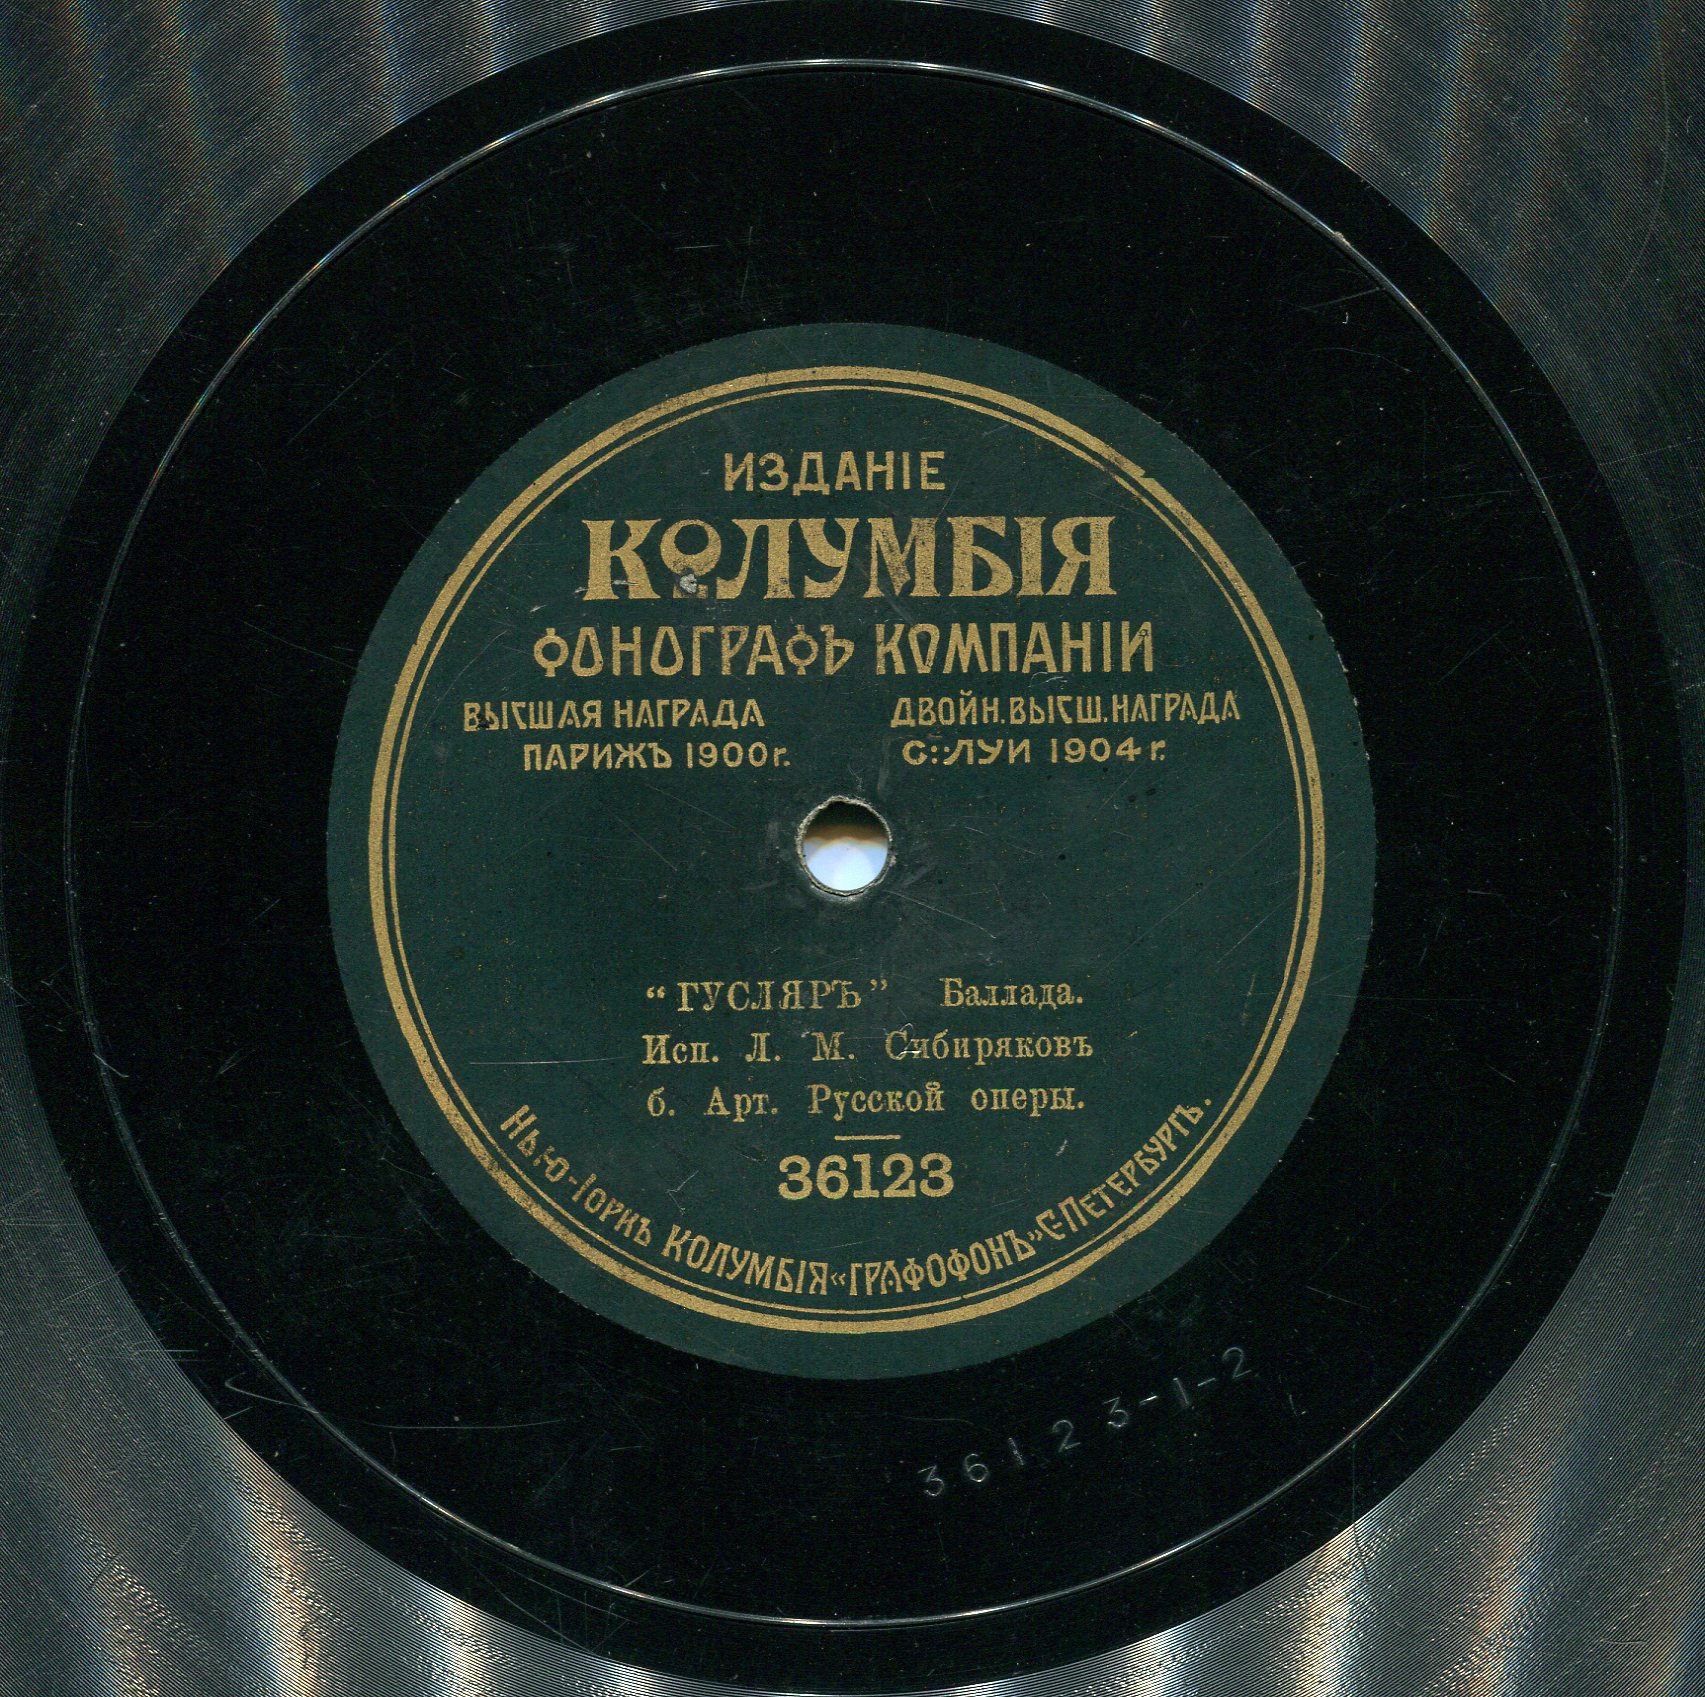 ИЗДАНІЕ
КОЛУМБІЯ
ФОНОГРАФЪ КОМПАНІИ
ВЫСШАЯ НАГРАДА
ПАРИЖЪ 1900г.
ДВОЙН. ВЫСШ. НАГРАДА
С::ЛУИ 1904 г.
“ГУСЛЯРЪ” Баллада.
Исп. Л. М. Сибиряковъ
б. Арт. Русской оперы.
36123
НЬЮ-ІОРКЪ КОЛУМБІЯ «ГРАФОФОНЪ» С-ПЕТЕРБУРГЪ.
36123-1-2